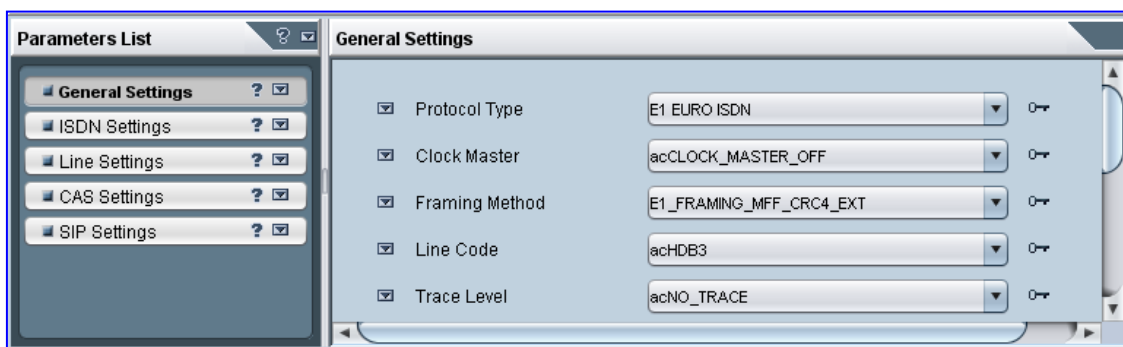 Parameters List ?
General Settings ?
ISDN Settings ?
Line Settings ?
CAS Settings ?
SIP Settings ?
General Settings
Protocol Type E1 EURO ISDN
Clock Master acCLOCK_MASTER_OFF
Framing Method E1_FRAMING_MFF_CRC4_EXT
Line Code acHDB3
Trace Level acNO_TRACE